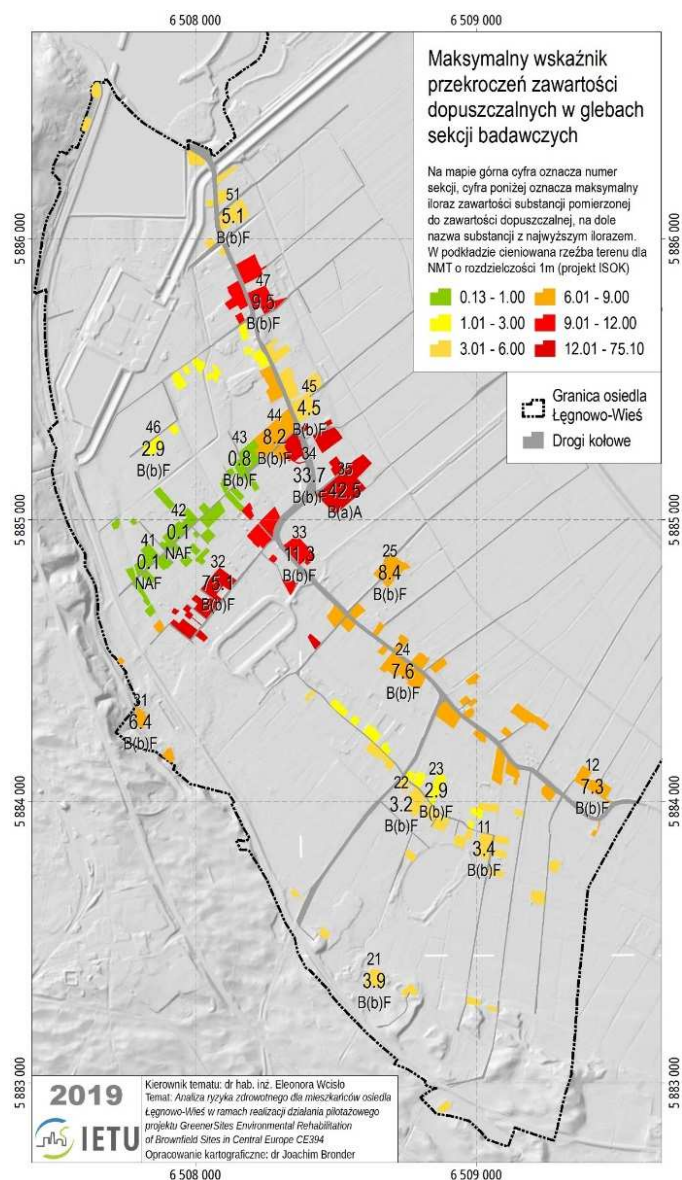 6 508 000
6 509 000
Maksymalny wskaźnik
przekroczeń zawartości
dopuszczalnych w glebach
sekcji badawczych
Na mapie górna cyfra oznacza numer
sekcji, cyfra poniżej oznacza maksymalny
iloraz zawartości substancji pomierzonej
do zawartości dopuszczalnej, na dole
nazwa substancji z najwyższym ilorazem.
W podkładzie cieniowana rzeźba terenu dla
NMT o rozdzielczości 1m (projekt ISOK)
0.13 - 1.00
6.01 - 9.00
1.01 - 3.00
9.01 - 12.00
3.01 - 6.00
12.01 - 75.10
Granica osiedla
Łęgnowo-Wieś
Drogi kołowe
5 886 000
5 886 000
51
5.1
B(b)F
47
9.5
B(b)F
45
4.5
B(b)F
44
8.2
B(b)F
46
2.9
B(b)F
43
0.8
B(b)F
34
33.7
B(b)F
35
42.5
B(a)A
5 885 000
5 885 000
42
0.1
NAF
41
0.1
NAF
33
11.3
B(b)F
32
75.1
B(b)F
25
8.4
B(b)F
24
7.6
B(b)F
31
6.4
B(b)F
12
7.3
B(b)F
23
2.9
B(b)F
22
3.2
B(b)F
5 884 000
5 884 000
11
3.4
B(b)F
21
3.9
B(b)F
5 883 000
5 883 000
2019
IETU
Kierownik tematu: dr hab. inż. Eleonora Wcisło
Temat: Analiza ryzyka zdrowotnego dla mieszkańców osiedla
Łęgnowo-Wieś w ramach realizacji działania pilotażowego
projektu GreenerSites Environmental Rehabilitation
of Brownfield Sites in Central Europe CE394
Opracowanie kartograficzne: dr Joachim Bronder
6 508 000
6 509 000